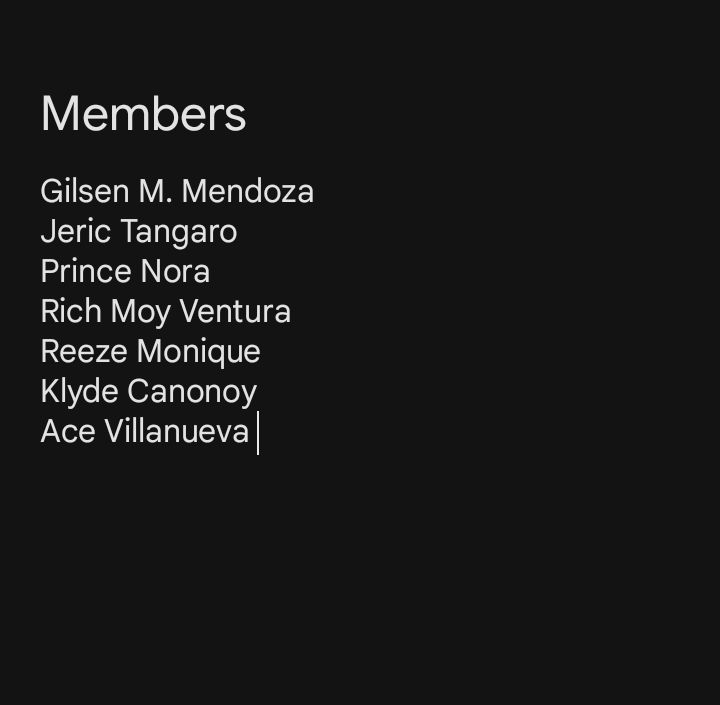 Members
Gilsen M. Mendoza
Jeric Tangaro
Prince Nora
Rich Moy Ventura
Reeze Monique
Klyde Canonoy
Ace Villanueva